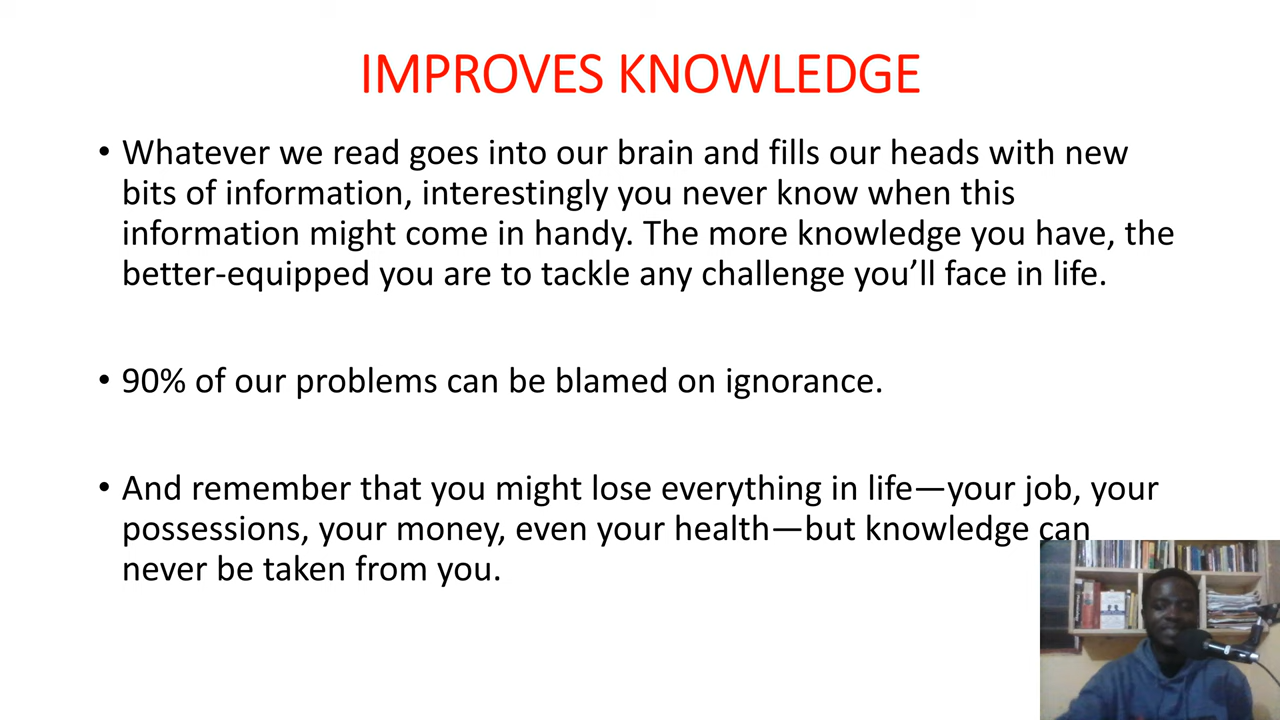 IMPROVES KNOWLEDGE
• Whatever we read goes into our brain and fills our heads with new
bits of information, interestingly you never know when this
information might come in handy. The more knowledge you have, the
better-equipped you are to tackle any challenge you’ll face in life.
• 90% of our problems can be blamed on ignorance.
• And remember that you might lose everything in life—your job, your
possessions, your money, even your health—but knowledge can
never be taken from you.